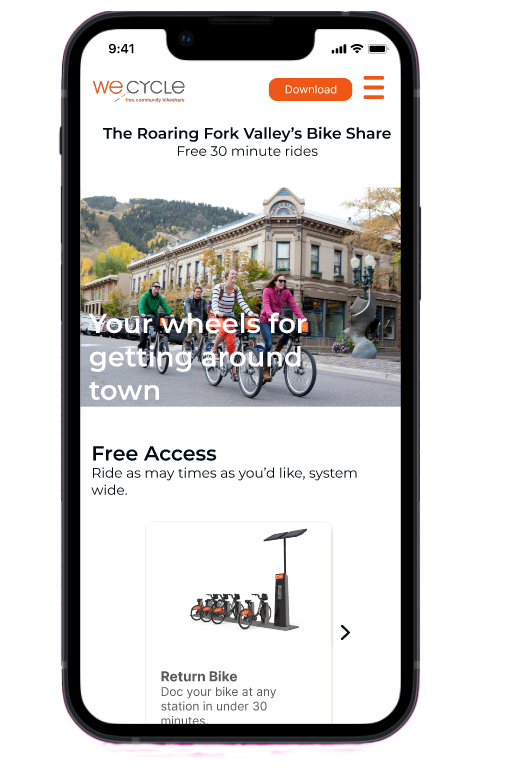 9:41
we CYCLE
free community bikeshare
Download
The Roaring Fork Valley's Bike Share
Free 30 minute rides
Your wheels for
getting around
town
Free Access
Ride as may times as you'd like, system
wide.
Return Bike
Doc your bike at any
station in under 30
minutes.